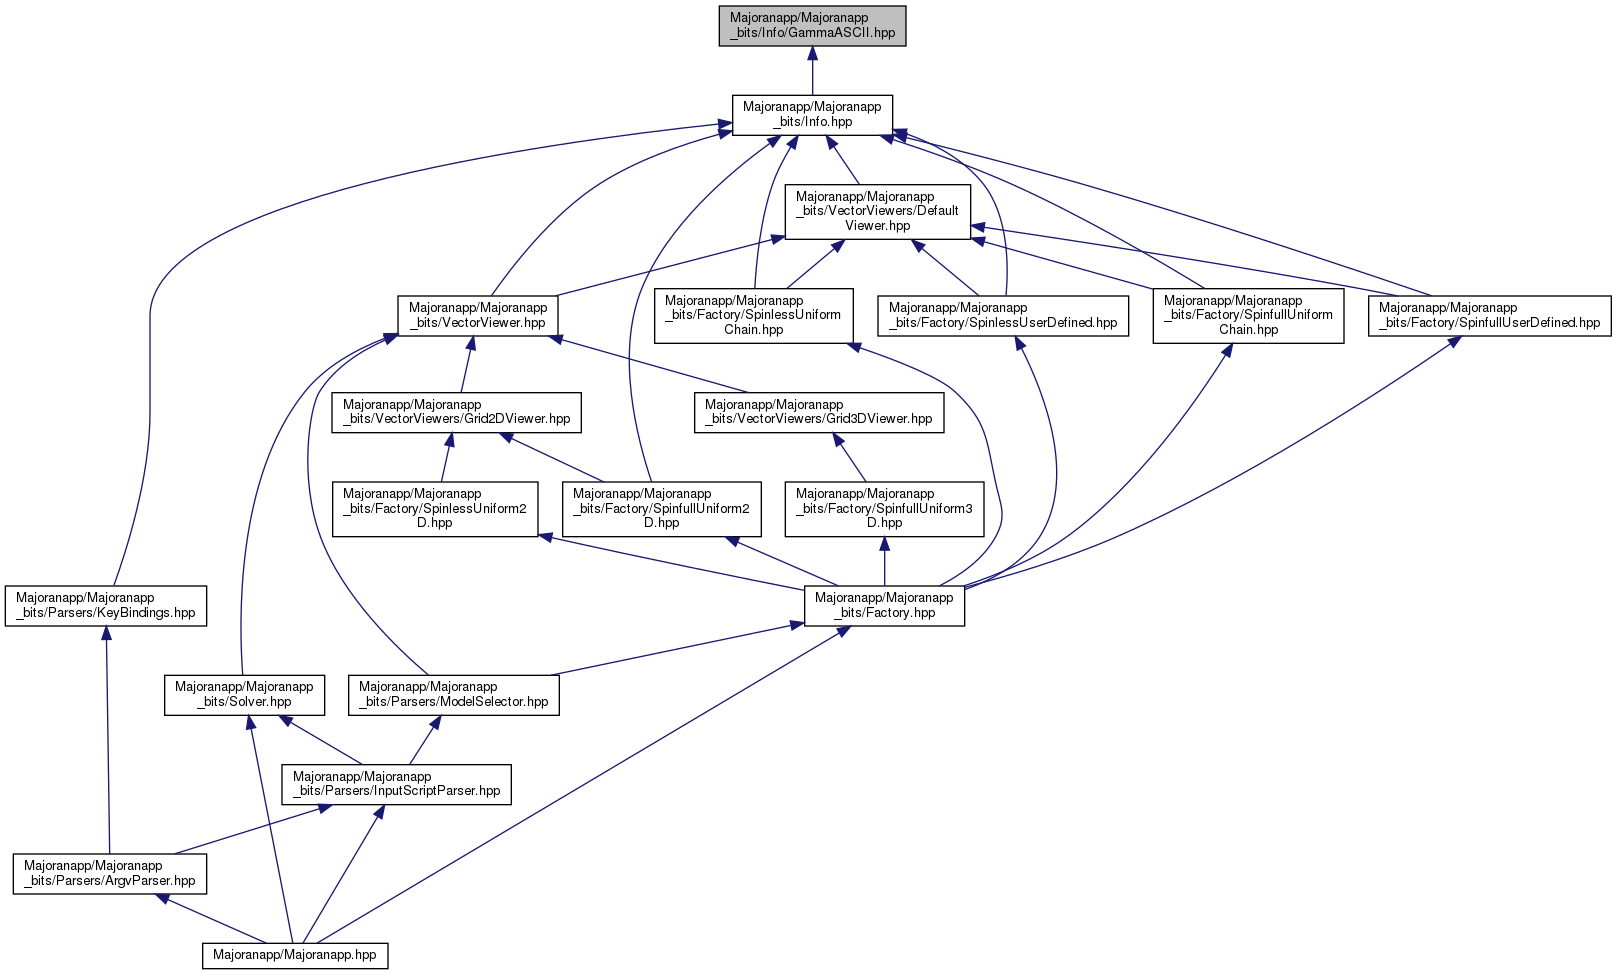 Majoranapp/Majoranapp
_bits/Info/GammaASCII.hpp
Majoranapp/Majoranapp
_bits/Info.hpp
Majoranapp/Majoranapp
_bits/VectorViewers/Default
Viewer.hpp
Majoranapp/Majoranapp
_bits/VectorViewer.hpp
Majoranapp/Majoranapp
_bits/Factory/SpinlessUniform
Chain.hpp
Majoranapp/Majoranapp
_bits/Factory/SpinlessUserDefined.hpp
Majoranapp/Majoranapp
_bits/Factory/SpinfullUniform
Chain.hpp
Majoranapp/Majoranapp
_bits/Factory/SpinfullUserDefined.hpp
Majoranapp/Majoranapp
_bits/VectorViewers/Grid2DViewer.hpp
Majoranapp/Majoranapp
_bits/VectorViewers/Grid3DViewer.hpp
Majoranapp/Majoranapp
_bits/Factory/SpinlessUniform2
D.hpp
Majoranapp/Majoranapp
_bits/Factory/SpinfullUniform2
D.hpp
Majoranapp/Majoranapp
_bits/Factory/SpinfullUniform3
D.hpp
Majoranapp/Majoranapp
_bits/Parsers/KeyBindings.hpp
Majoranapp/Majoranapp
_bits/Factory.hpp
Majoranapp/Majoranapp
_bits/Solver.hpp
Majoranapp/Majoranapp
_bits/Parsers/ModelSelector.hpp
Majoranapp/Majoranapp
_bits/Parsers/InputScriptParser.hpp
Majoranapp/Majoranapp
_bits/Parsers/ArgvParser.hpp
Majoranapp/Majoranapp.hpp